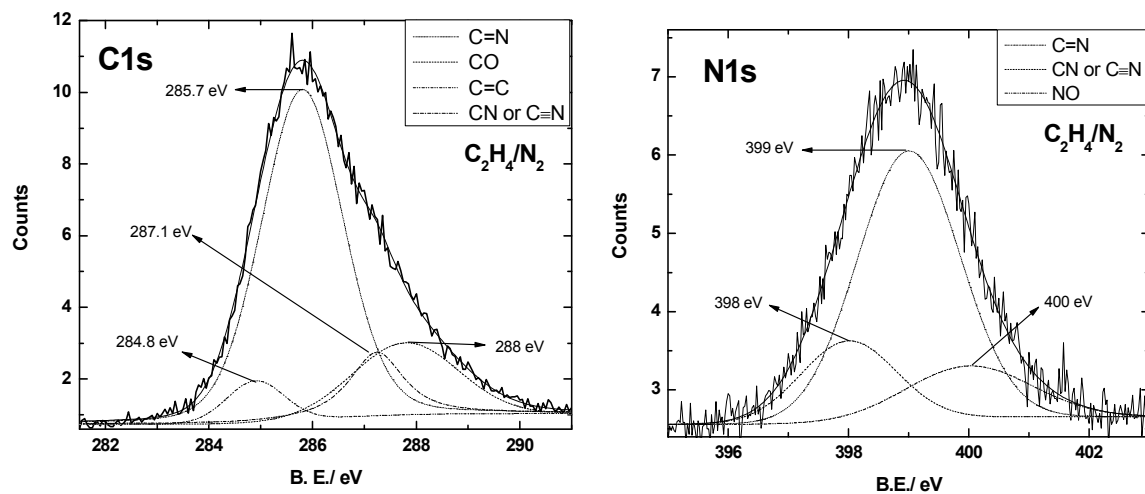 C1s
C=N
CO
C=C
CN or C≡N
C₂H₄/N₂
285.7 eV
287.1 eV
284.8 eV
288 eV
12
10
8
6
4
2
Counts
282 284 286 288 290
B. E./ eV
N1s
C=N
CN or C≡N
NO
C₂H₄/N₂
399 eV
398 eV
400 eV
7
6
5
4
3
Counts
396 398 400 402
B.E./ eV